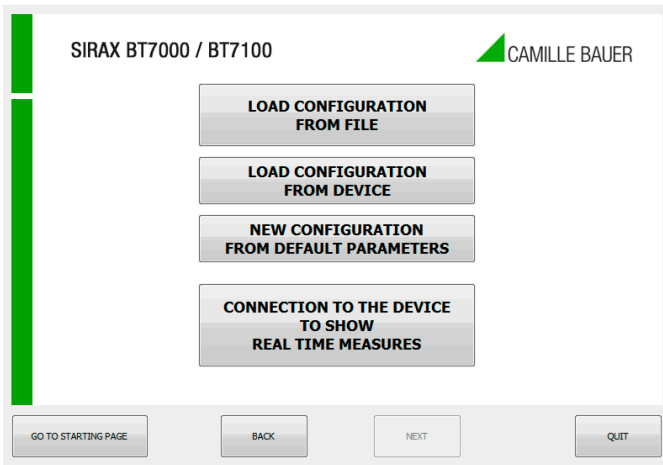 SIRAX BT7000 / BT7100
CAMILLE BAUER
LOAD CONFIGURATION
FROM FILE
LOAD CONFIGURATION
FROM DEVICE
NEW CONFIGURATION
FROM DEFAULT PARAMETERS
CONNECTION TO THE DEVICE
TO SHOW
REAL TIME MEASURES
GO TO STARTING PAGE
BACK
NEXT
QUIT